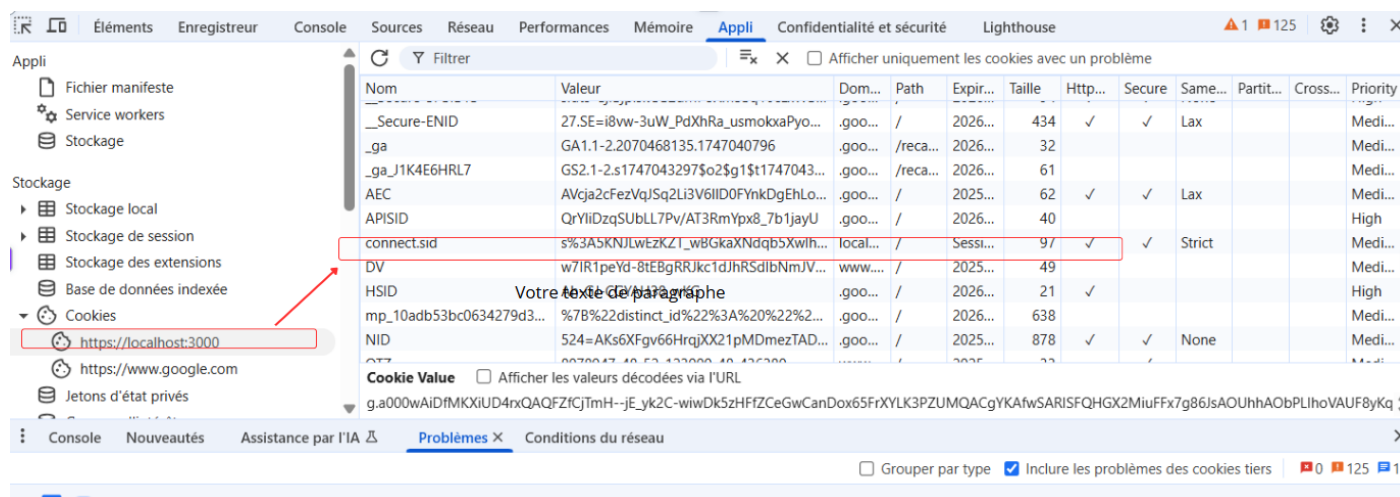 Éléments Enregistreur Console Sources Réseau Performances Mémoire Appli Confidentialité et sécurité Lighthouse 1 125
Appli
Fichier manifeste
Service workers
Stockage
Stockage
Stockage local
Stockage de session
Stockage des extensions
Base de données indexée
Cookies
https://localhost:3000
https://www.google.com
Jetons d'état privés
Filtrer Afficher uniquement les cookies avec un problème
Nom Valeur Dom... Path Expir... Taille Http... Secure Same... Partit... Cross... Priority
__Secure-ENID 27.SE=i8vw-3uW_PdXhRa_usmokxaPyo... .goo... / 2026... 434 ✓ ✓ Lax Medi...
_ga GA1.1-2.2070468135.1747040796 .goo... /reca... 2026... 32 Medi...
_ga_J1K4E6HRL7 GS2.1-2.s1747043297$o2$g1$t1747043... .goo... /reca... 2026... 61 Medi...
AEC AVcja2cFezVqJSq2Li3V6IlD0FYnkDgEhLo... .goo... / 2025... 62 ✓ ✓ Lax Medi...
APISID QrYliDzqSUbLL7Pv/AT3RmYpx8_7b1jayU .goo... / 2026... 40 High
connect.sid s%3A5KNJLwEzKZT_wBGkaXNdqb5XwIh... local... / Sessi... 97 ✓ ✓ Strict Medi...
DV w7IR1peYd-8tEBgRRJkc1dJhRSdIbNmJV... www.... / 2025... 49 Medi...
HSID .goo... / 2026... 21 ✓ High
Votre texte de paragraphe
mp_10adb53bc0634279d3... %7B%22distinct_id%22%3A%20%22%2... .goo... / 2026... 638 Medi...
NID 524=AKs6XFgv66HrqjXX21pMDmezTAD... .goo... / 2025... 878 ✓ ✓ None Medi...
Cookie Value Afficher les valeurs décodées via l'URL
g.a000wAiDfMKXiUD4rxQAQFZfCjTmH--jE_yk2C-wiwDk5zHFfZCeGwCanDox65FrXYLK3PZUMQACgYKAfwSARISFQHGX2MiuFFx7g86JsAOUhhAObPLIhoVAUF8yKq
Console Nouveautés Assistance par l'IA Problèmes Conditions du réseau
Grouper par type Inclure les problèmes des cookies tiers 0 125 1